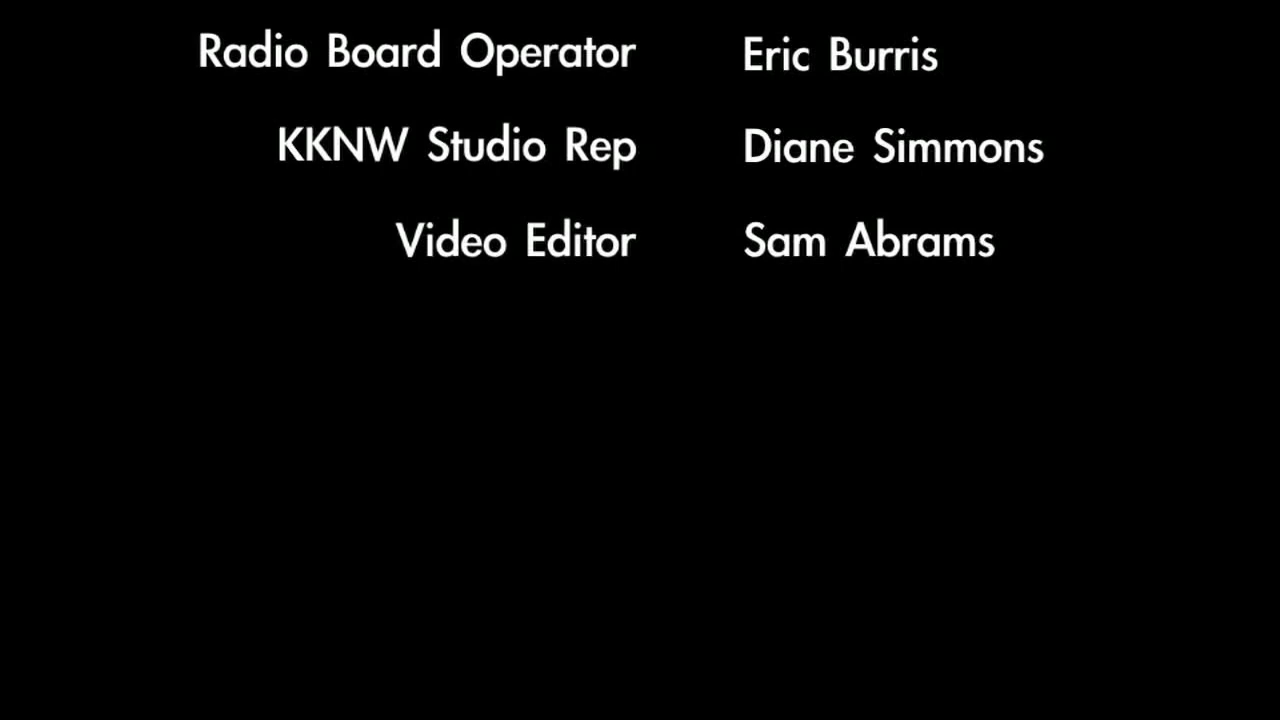 Radio Board Operator Eric Burris
KKNW Studio Rep Diane Simmons
Video Editor Sam Abrams